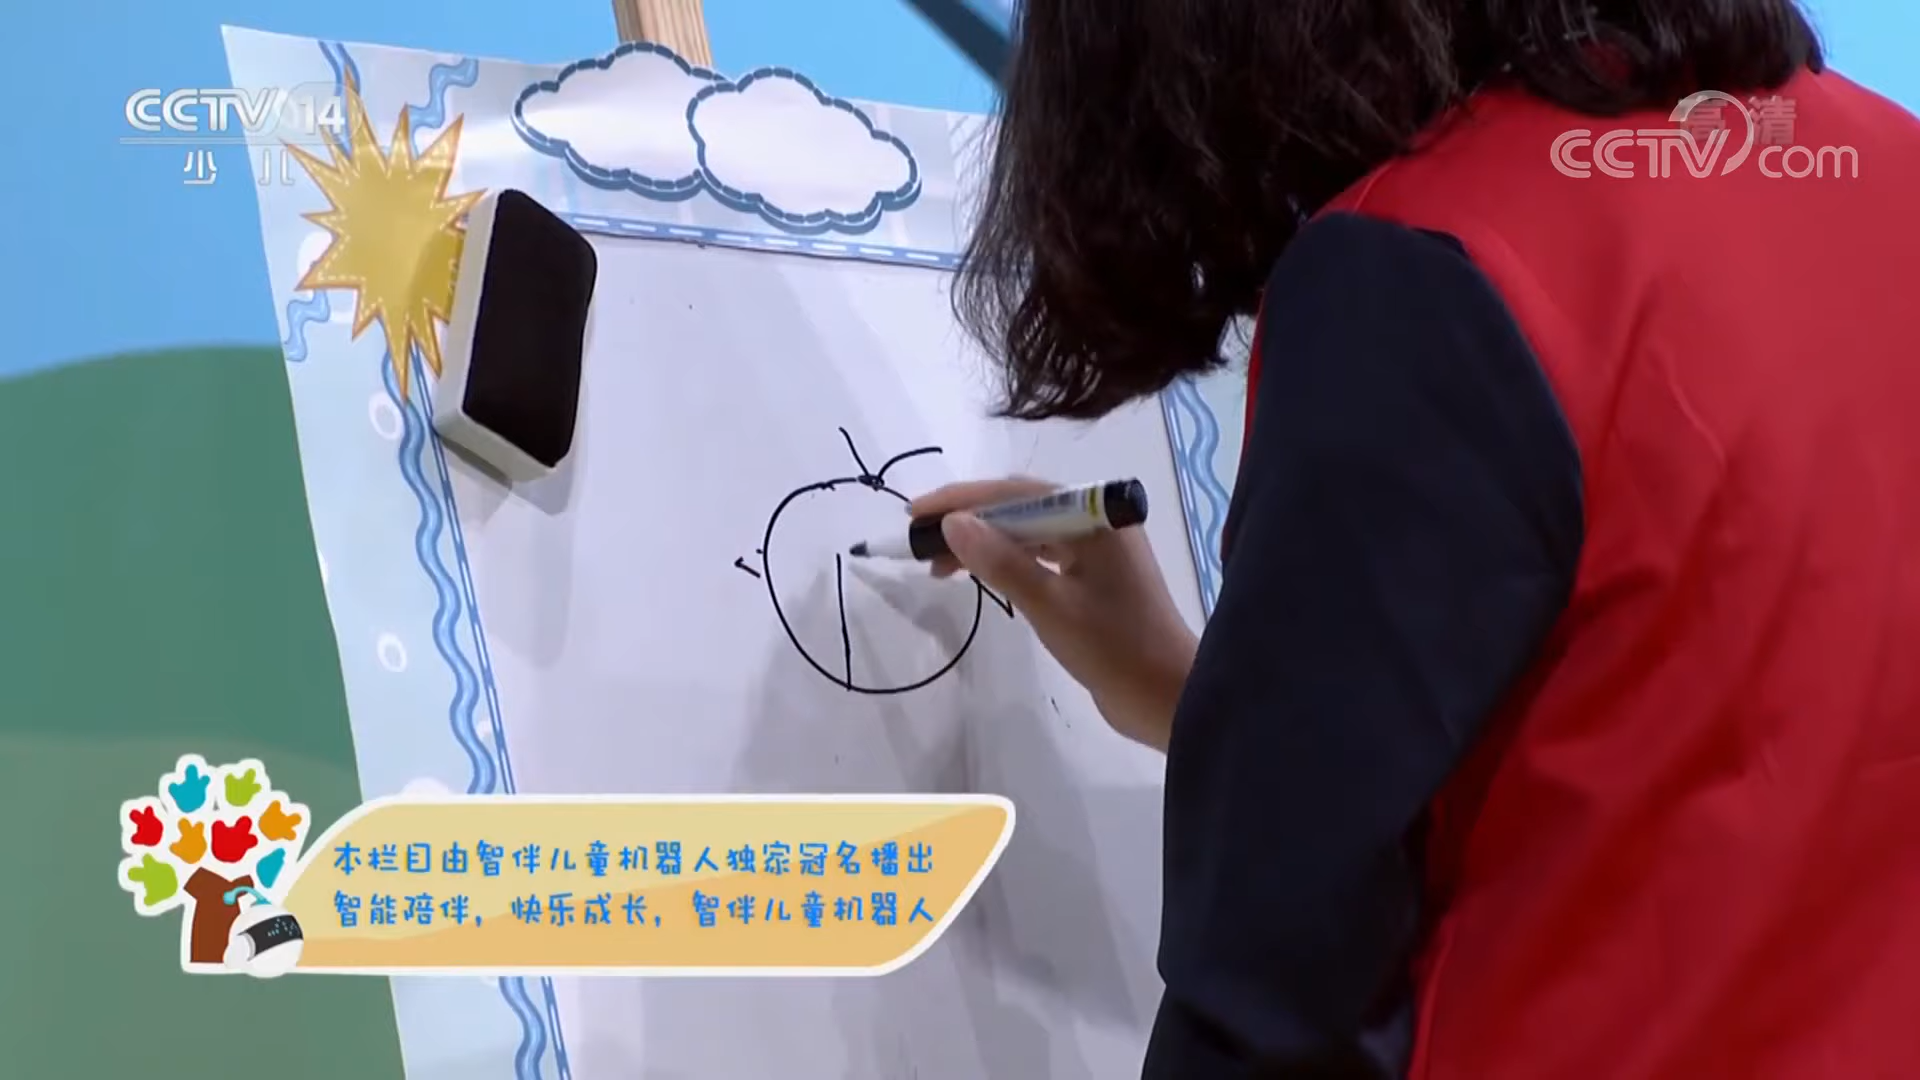 CCTV 14
少儿
高清
CCTV.com
本栏目由智伴儿童机器人独家冠名播出
智能陪伴，快乐成长，智伴儿童机器人